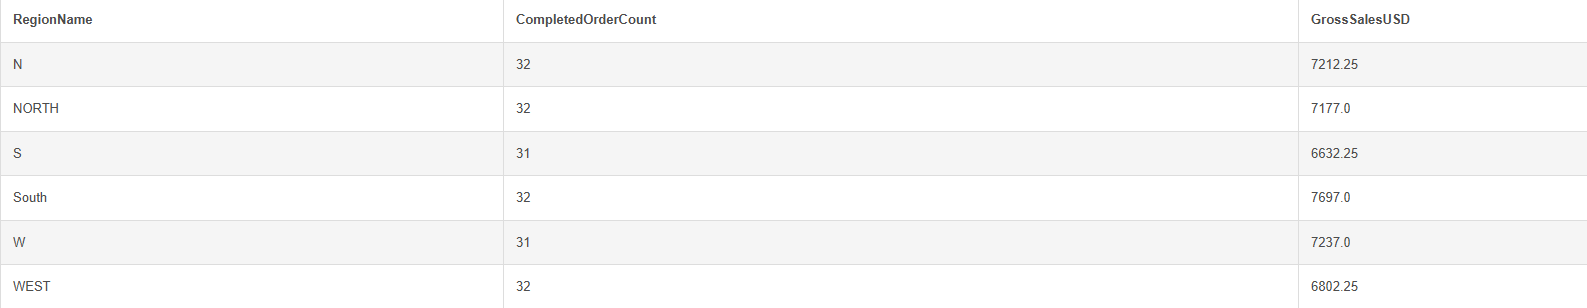 RegionName CompletedOrderCount GrossSalesUSD
N 32 7212.25
NORTH 32 7177.0
S 31 6632.25
South 32 7697.0
W 31 7237.0
WEST 32 6802.25